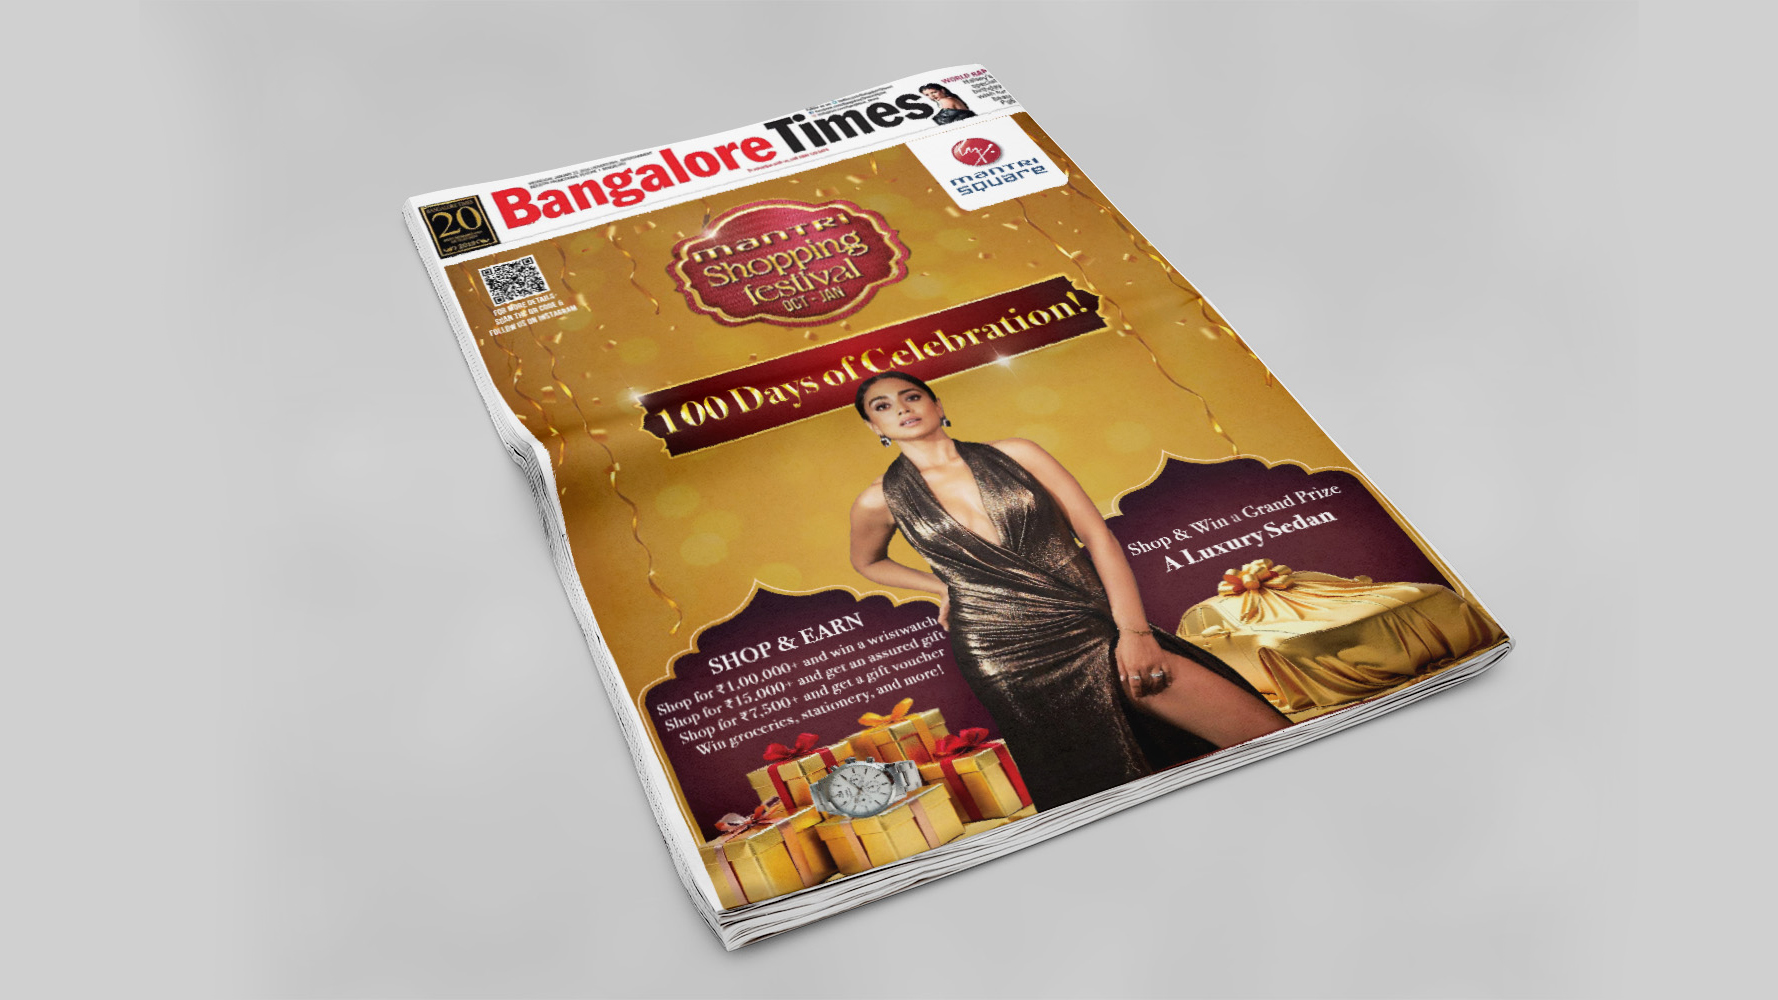 Bangalore Times
WORLD RAP
BANGALORE TIMES
20
mantri
square
mantri
Shopping
festival
OCT - JAN
FOR MORE DETAILS
SCAN THE QR CODE &
FOLLOW US ON INSTAGRAM
100 Days of Celebration!
Shop & Win a Grand Prize
A Luxury Sedan
SHOP & EARN
Shop for ₹1,00,000+ and win a wristwatch
Shop for ₹15,000+ and get an assured gift
Shop for ₹7,500+ and get a gift voucher
Win groceries, stationery, and more!